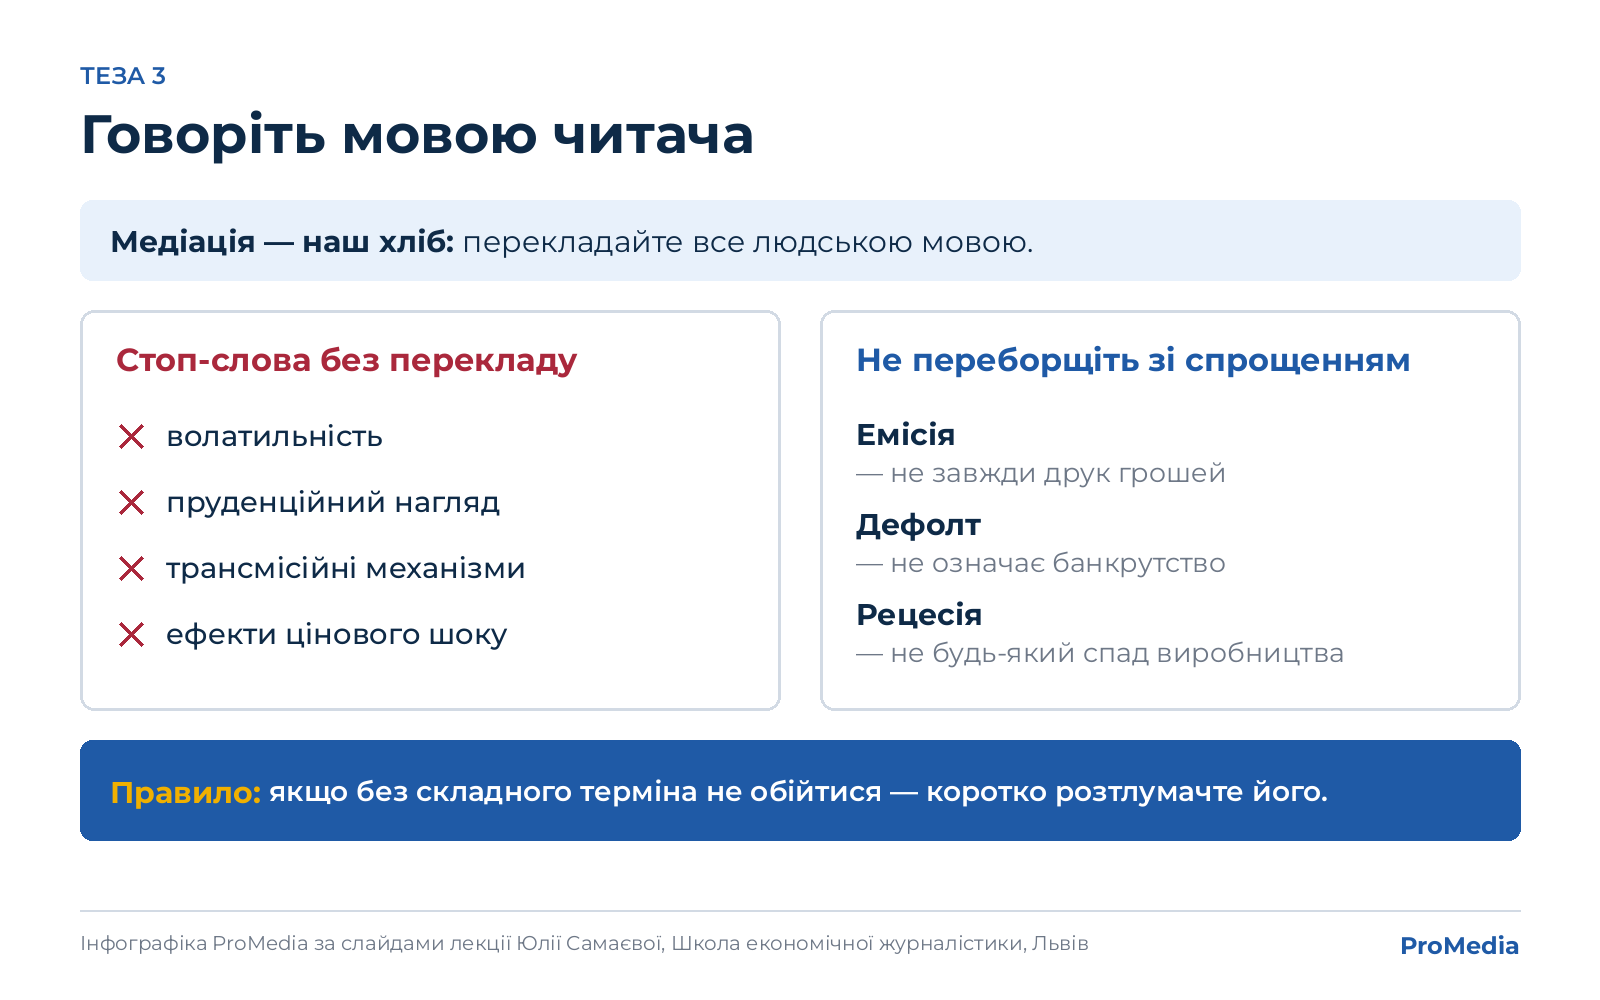 ТЕЗА 3
Говоріть мовою читача
Медіація — наш хліб: перекладайте все людською мовою.
Стоп-слова без перекладу
волатильність
пруденційний нагляд
трансмісійні механізми
ефекти цінового шоку
Не переборщіть зі спрощенням
Емісія
— не завжди друк грошей
Дефолт
— не означає банкрутство
Рецесія
— не будь-який спад виробництва
Правило: якщо без складного терміна не обійтися — коротко розтлумачте його.
Інфографіка ProMedia за слайдами лекції Юлії Самаєвої, Школа економічної журналістики, Львів
ProMedia